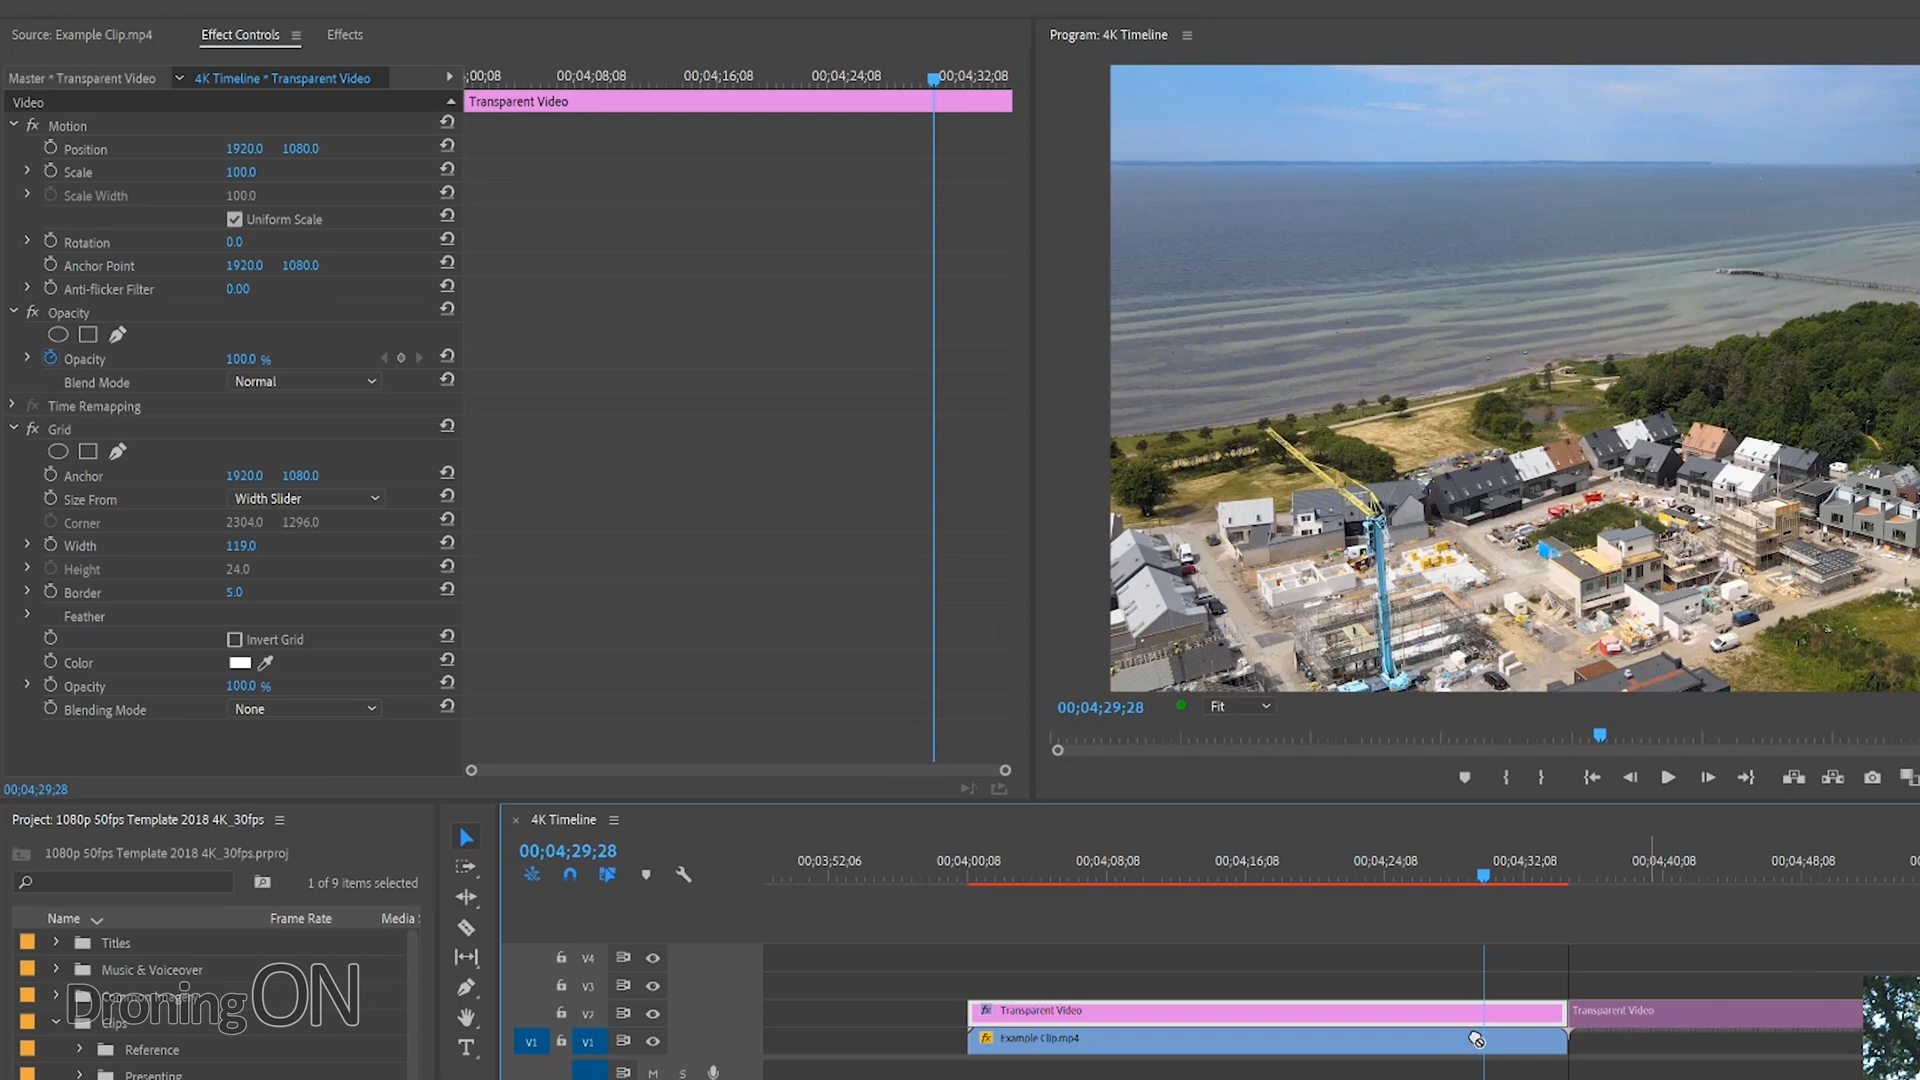 Source: Example Clip.mp4
Effect Controls
Effects
Program: 4K Timeline
Master * Transparent Video
4K Timeline * Transparent Video
;00;08
00;04;08;08
00;04;16;08
00;04;24;08
00;04;32;08
Video
Transparent Video
fx Motion
Position 1920.0 1080.0
Scale 100.0
Scale Width 100.0
Uniform Scale
Rotation 0.0
Anchor Point 1920.0 1080.0
Anti-flicker Filter 0.00
fx Opacity
Opacity 100.0 %
Blend Mode Normal
fx Time Remapping
fx Grid
Anchor 1920.0 1080.0
Size From Width Slider
Corner 2304.0 1296.0
Width 119.0
Height 24.0
Border 5.0
Feather
Invert Grid
Color
Opacity 100.0 %
Blending Mode None
00;04;29;28
00;04;29;28
Fit
Project: 1080p 50fps Template 2018 4K_30fps
1080p 50fps Template 2018 4K_30fps.prproj
1 of 9 items selected
Name Frame Rate Media
Titles
Music & Voiceover
Common Imagery
Clips
Reference
Presenting
DroningON
× 4K Timeline
00;04;29;28
00;03;52;06
00;04;00;08
00;04;08;08
00;04;16;08
00;04;24;08
00;04;32;08
00;04;40;08
00;04;48;08
00
V4
V3
V2
fx Transparent Video
Transparent Video
V1 V1
fx Example Clip.mp4
M S